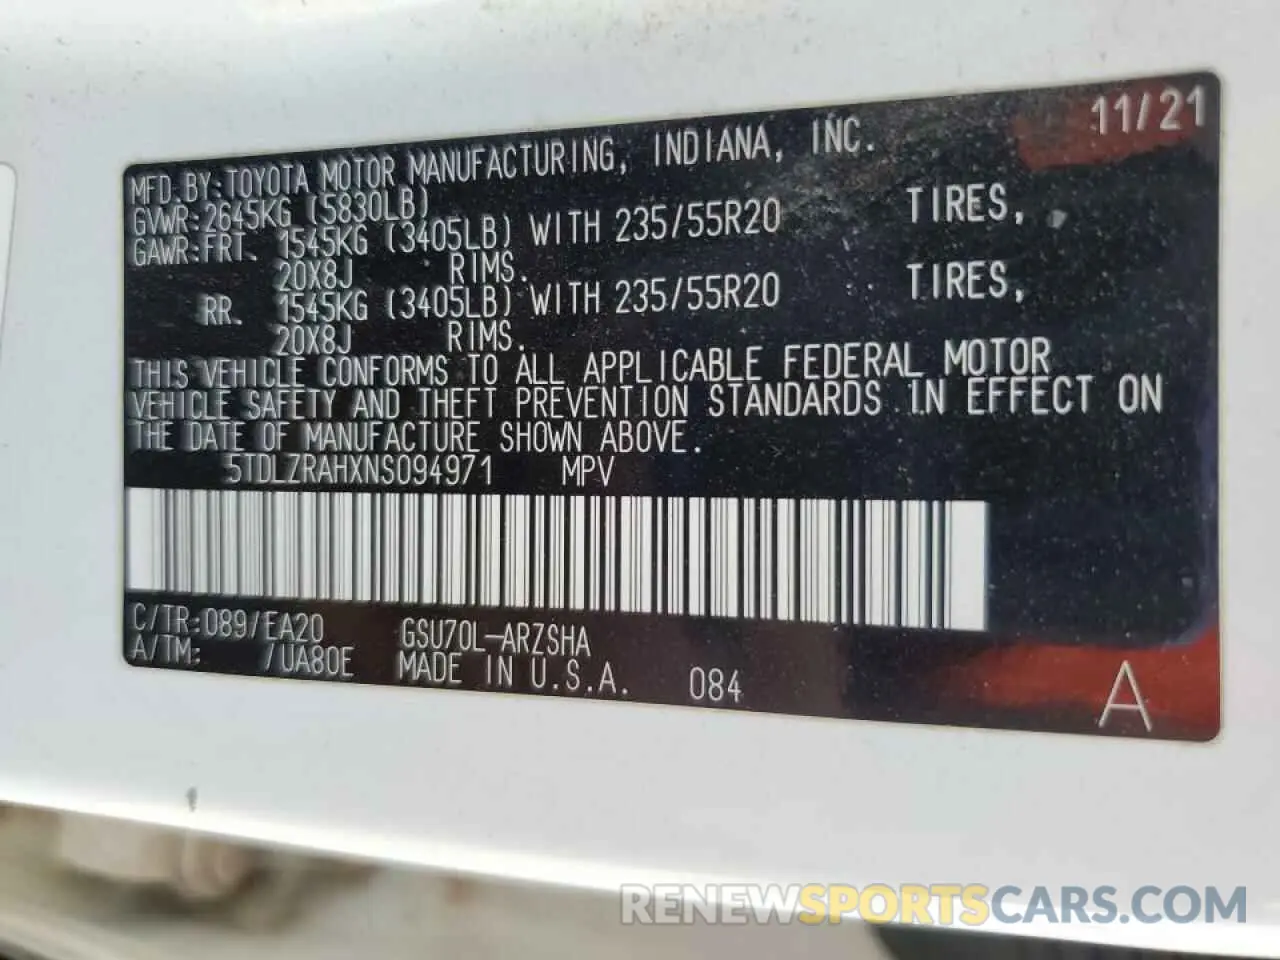 11/21
MFD.BY:TOYOTA MOTOR MANUFACTURING, INDIANA, INC.
GVWR:2645KG (5830LB)
GAWR:FRT. 1545KG (3405LB) WITH 235/55R20 TIRES,
20X8J RIMS.
RR. 1545KG (3405LB) WITH 235/55R20 TIRES,
20X8J RIMS.
THIS VEHICLE CONFORMS TO ALL APPLICABLE FEDERAL MOTOR
VEHICLE SAFETY AND THEFT PREVENTION STANDARDS IN EFFECT ON
THE DATE OF MANUFACTURE SHOWN ABOVE.
5TDLZRAHXNS094971 MPV
C/TR:089/EA20 GSU70L-ARZSHA
A/TM: /UA80E MADE IN U.S.A. 084
A
RENEWSPORTSCARS.COM